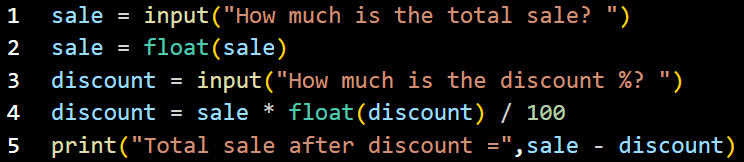 1 sale = input("How much is the total sale? ")
2 sale = float(sale)
3 discount = input("How much is the discount %? ")
4 discount = sale * float(discount) / 100
5 print("Total sale after discount =",sale - discount)